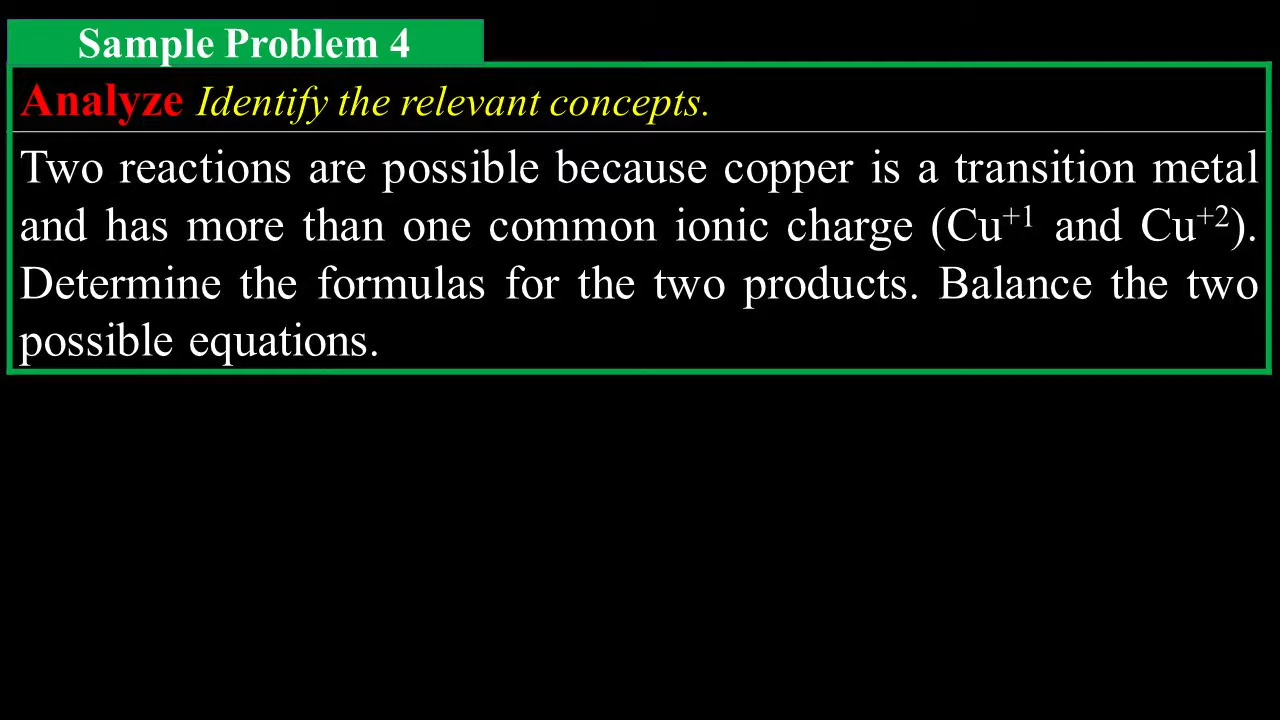 Sample Problem 4
Analyze Identify the relevant concepts.
Two reactions are possible because copper is a transition metal
and has more than one common ionic charge (Cu⁺¹ and Cu⁺²).
Determine the formulas for the two products. Balance the two
possible equations.